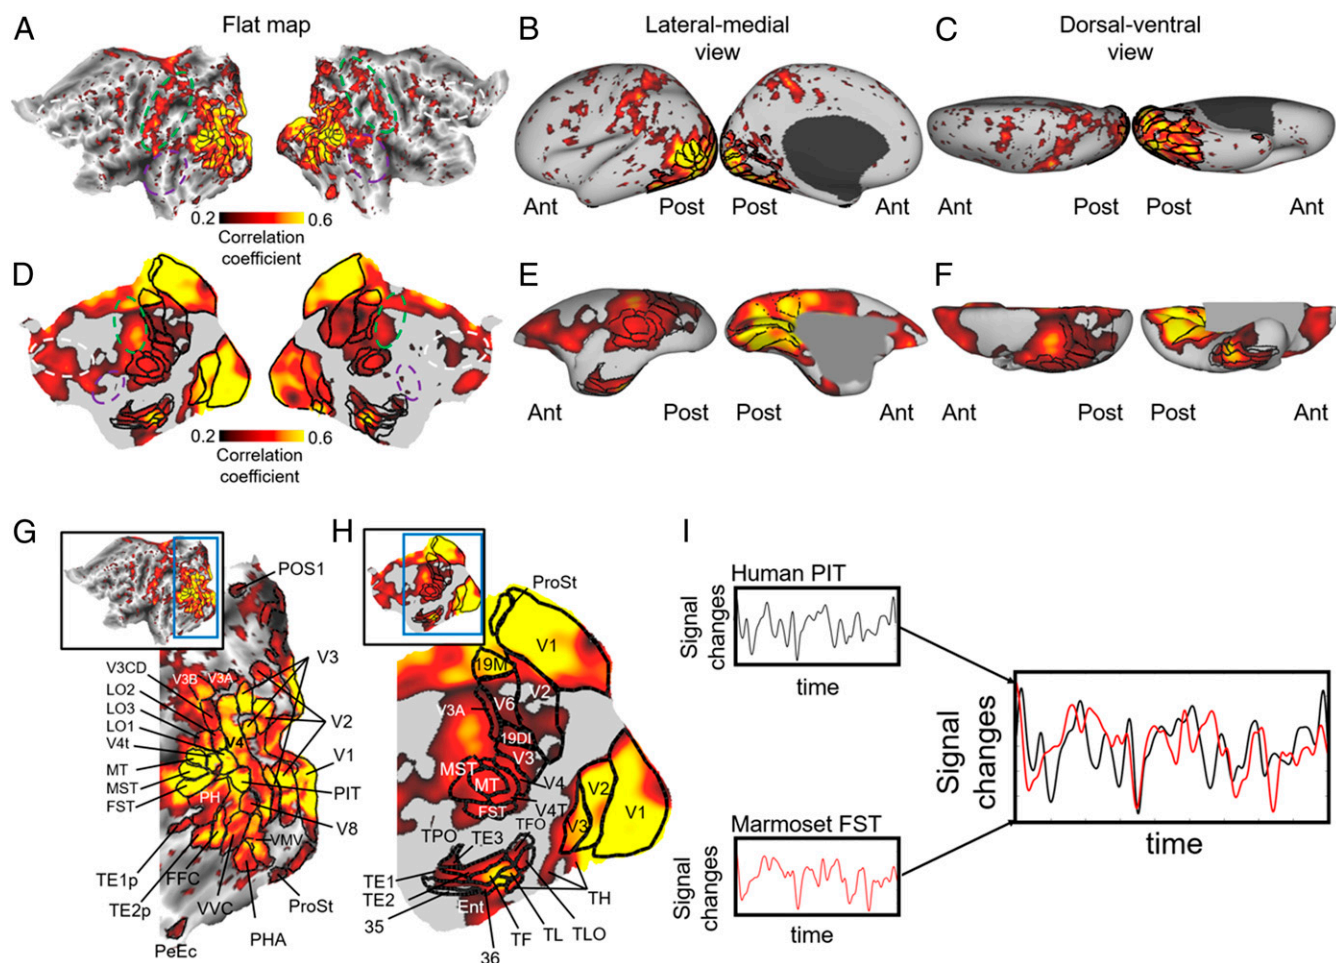 A
Flat map
B
Lateral-medial
view
C
Dorsal-ventral
view
0.2
0.6
Correlation
coefficient
Ant
Post
Post
Ant
Ant
Post
Post
Ant
D
E
F
0.2
0.6
Correlation
coefficient
Ant
Post
Post
Ant
Ant
Post
Post
Ant
G
POS1
V3CD
V3B
V3A
V3
LO2
LO3
V2
LO1
V4t
V4
V1
MT
MST
PIT
FST
PH
V8
VMV
TE1p
FFC
TE2p
VVC
ProSt
PeEc
PHA
H
ProSt
V1
19M
V2
V3A
V6
19DI
V3
MST
V4
MT
V2
V1
FST
V4T
V3
TPO
TFO
TE3
TE1
TE2
TH
Ent
35
TF
TL
TLO
36
I
Human PIT
Signal
changes
time
Signal
changes
time
Marmoset FST
Signal
changes
time